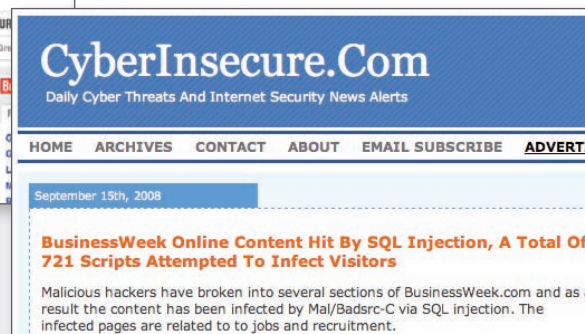 CyberInsecure.Com
Daily Cyber Threats And Internet Security News Alerts
HOME ARCHIVES CONTACT ABOUT EMAIL SUBSCRIBE
September 15th, 2008
BusinessWeek Online Content Hit By SQL Injection, A Total Of
721 Scripts Attempted To Infect Visitors
Malicious hackers have broken into several sections of BusinessWeek.com and as a
result the content has been infected by Mal/Badsrc-C via SQL injection. The
infected pages are related to to jobs and recruitment.